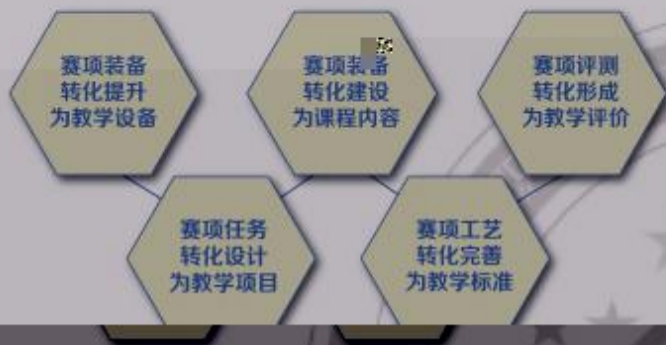 赛项装备
转化提升
为教学设备
赛项装备
转化建设
为课程内容
赛项评测
转化形成
为教学评价
赛项任务
转化设计
为教学项目
赛项工艺
转化完善
为教学标准